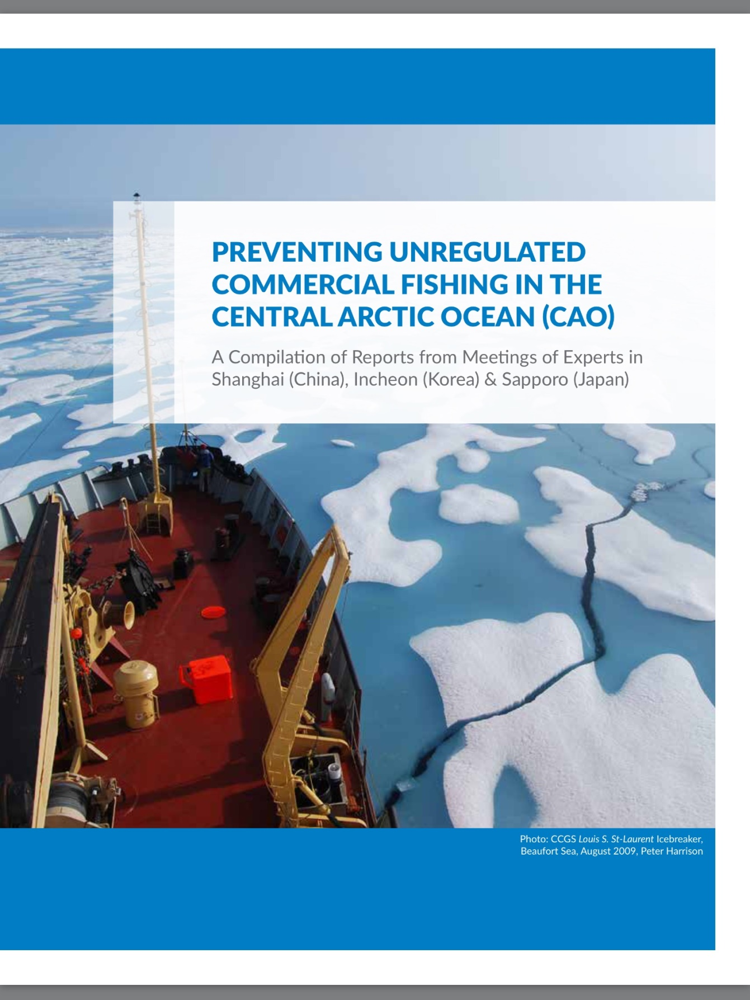 PREVENTING UNREGULATED
COMMERCIAL FISHING IN THE
CENTRAL ARCTIC OCEAN (CAO)
A Compilation of Reports from Meetings of Experts in
Shanghai (China), Incheon (Korea) & Sapporo (Japan)
Photo: CCGS Louis S. St-Laurent Icebreaker,
Beaufort Sea, August 2009, Peter Harrison